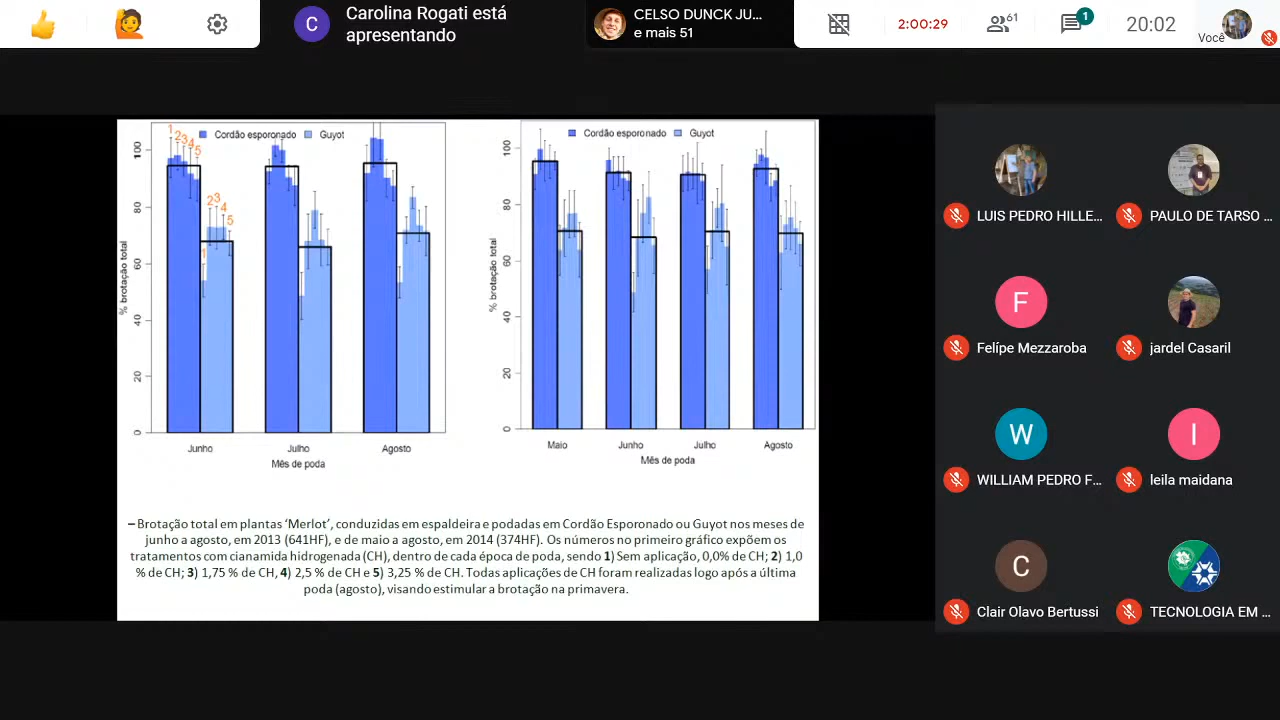 C
Carolina Rogati está
apresentando
CELSO DUNCK JU...
e mais 51
2:00:29
61
1
20:02
Você
Cordão esporonado
Guyot
1
2
3
4
5
1
2
3
4
5
% brotação total
0
20
40
60
80
100
Junho
Julho
Agosto
Mês de poda
Cordão esporonado
Guyot
% brotação total
0
20
40
60
80
100
Maio
Junho
Julho
Agosto
Mês de poda
– Brotação total em plantas ‘Merlot’, conduzidas em espaldeira e podadas em Cordão Esporonado ou Guyot nos meses de
junho a agosto, em 2013 (641HF), e de maio a agosto, em 2014 (374HF). Os números no primeiro gráfico expõem os
tratamentos com cianamida hidrogenada (CH), dentro de cada época de poda, sendo 1) Sem aplicação, 0,0% de CH; 2) 1,0
% de CH; 3) 1,75 % de CH, 4) 2,5 % de CH e 5) 3,25 % de CH. Todas aplicações de CH foram realizadas logo após a última
poda (agosto), visando estimular a brotação na primavera.
LUIS PEDRO HILLE...
PAULO DE TARSO ...
F
Felípe Mezzaroba
jardel Casaril
W
WILLIAM PEDRO F...
I
leila maidana
C
Clair Olavo Bertussi
TECNOLOGIA EM ...